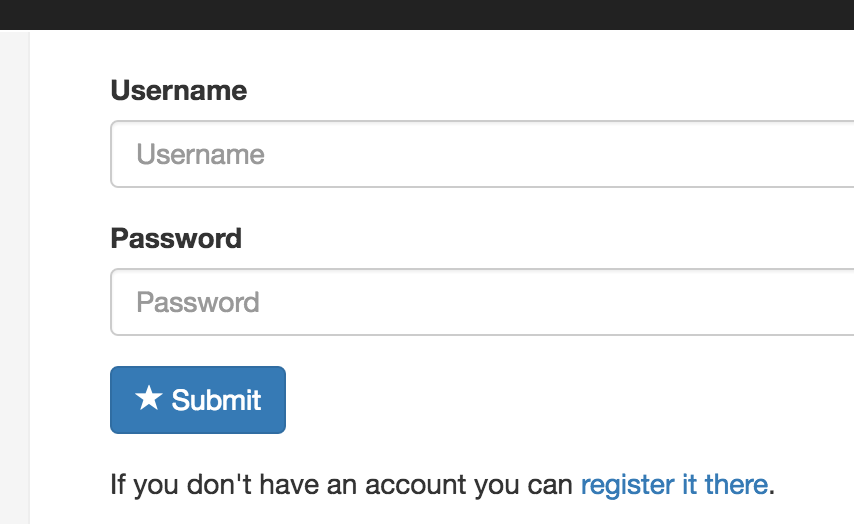 Username
Username
Password
Password
★ Submit
If you don't have an account you can register it there.